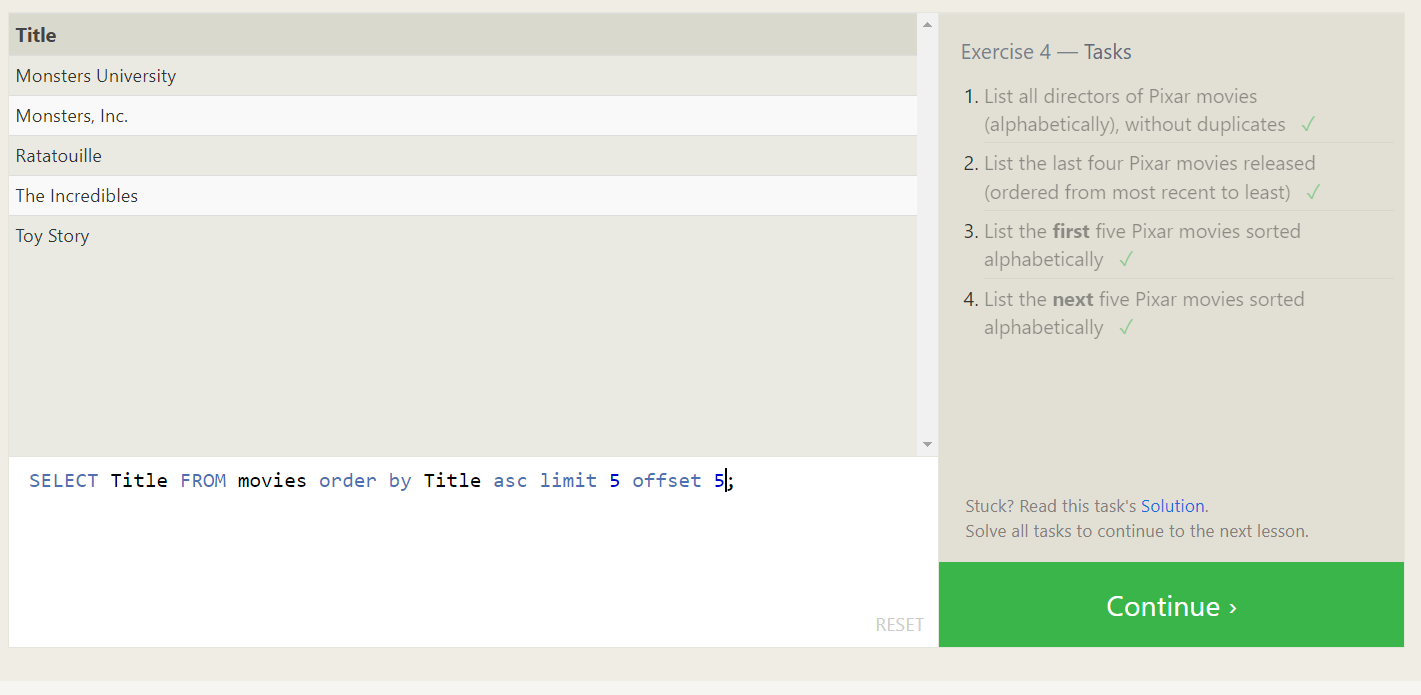 Title
Monsters University
Monsters, Inc.
Ratatouille
The Incredibles
Toy Story
SELECT Title FROM movies order by Title asc limit 5 offset 5;
RESET
Exercise 4 — Tasks
1. List all directors of Pixar movies
(alphabetically), without duplicates ✓
2. List the last four Pixar movies released
(ordered from most recent to least) ✓
3. List the first five Pixar movies sorted
alphabetically ✓
4. List the next five Pixar movies sorted
alphabetically ✓
Stuck? Read this task's Solution.
Solve all tasks to continue to the next lesson.
Continue ›